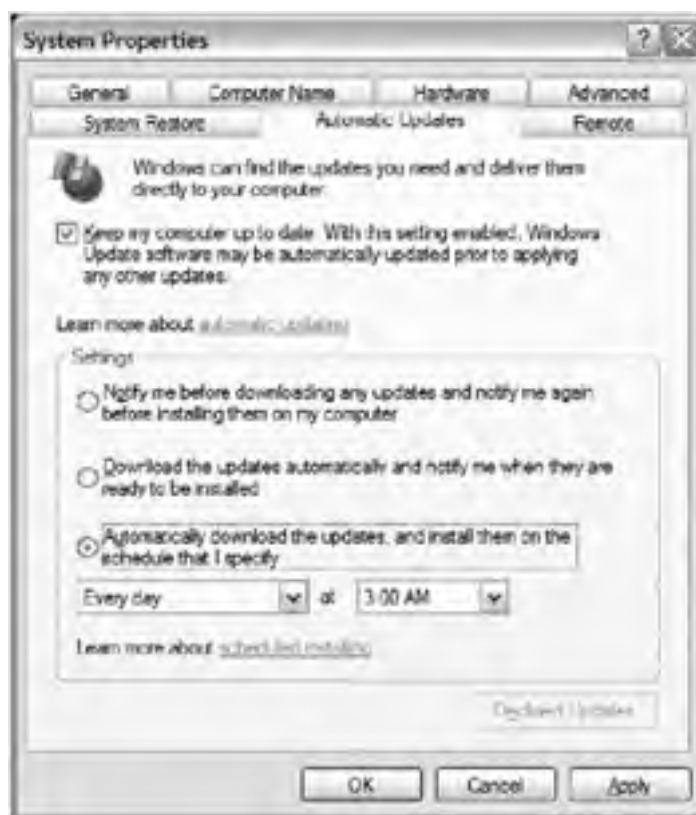 System Properties
General Computer Name Hardware Advanced
System Restore Automatic Updates Remote
Windows can find the updates you need and deliver them
directly to your computer.
Keep my computer up to date. With this setting enabled, Windows
Update software may be automatically updated prior to applying
any other updates.
Learn more about automatic updating
Settings
Notify me before downloading any updates and notify me again
before installing them on my computer
Download the updates automatically and notify me when they are
ready to be installed
Automatically download the updates, and install them on the
schedule that I specify
Every day at 3:00 AM
Learn more about scheduled installing
Declined Updates
OK Cancel Apply